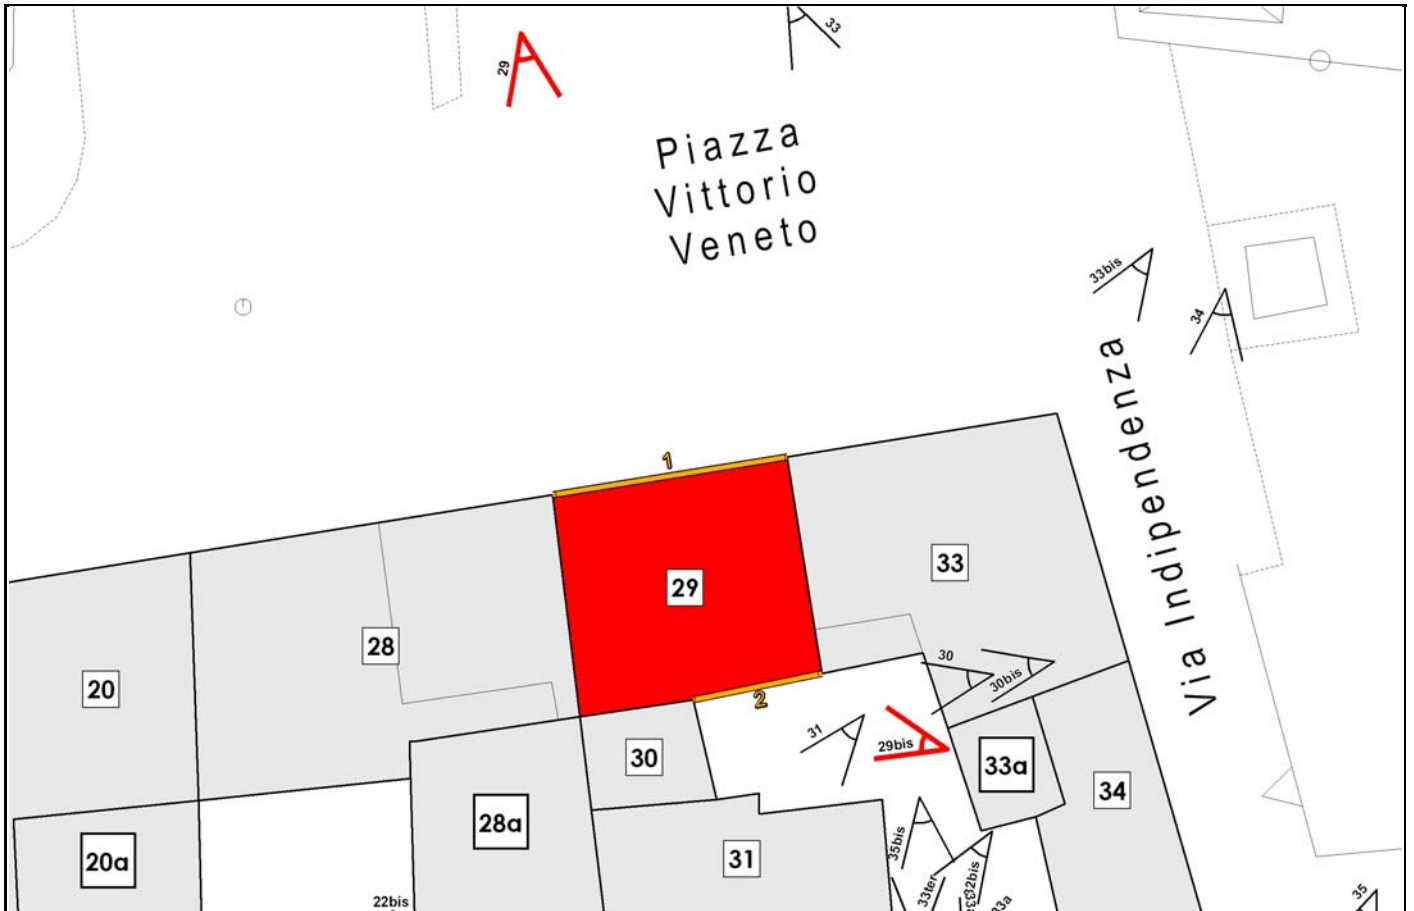 33
29
Piazza
Vittorio
Veneto
33bis
34
Via Indipendenza
1
29
33
28
20
2
30
30bis
31
29bis
30
33a
34
28a
31
20a
35bis
33ter
32bis
33a
22bis
35